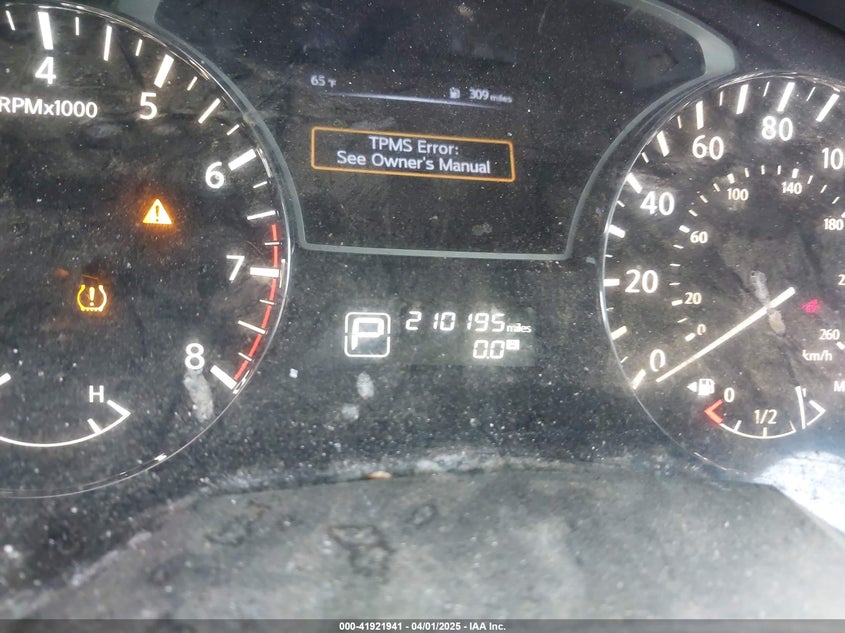 4
5
RPMx1000
6
7
8
H
65 °F
309 miles
TPMS Error:
See Owner's Manual
P
210195 miles
0.0
0
20
40
60
80
0
20
60
100
140
180
260
km/h
0
1/2
1
000-41921941 | 04/01/2025 - IAA Inc.